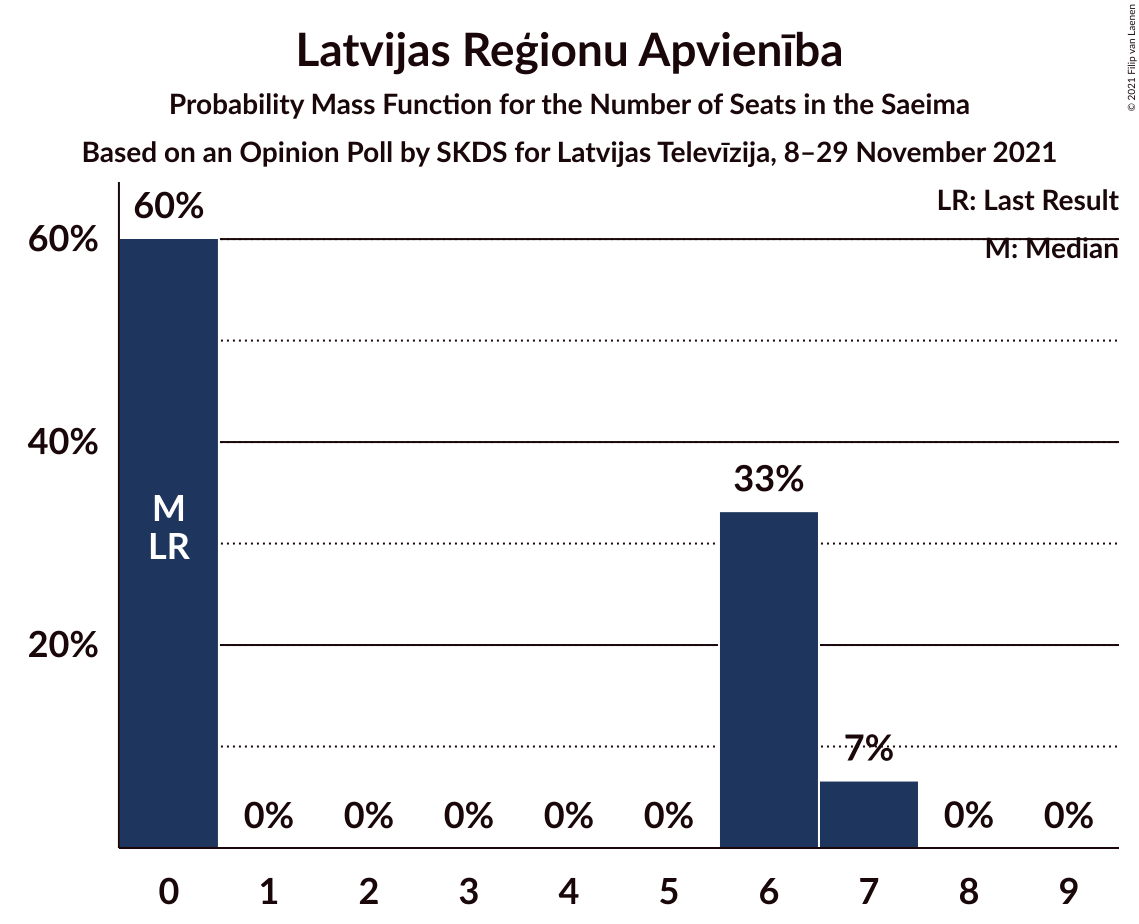 Latvijas Reģionu Apvienība
Probability Mass Function for the Number of Seats in the Saeima
Based on an Opinion Poll by SKDS for Latvijas Televīzija, 8–29 November 2021
© 2021 Filip van Laenen
LR: Last Result
M: Median
60%
40%
20%
60%
0%
0%
0%
0%
0%
33%
7%
0%
0%
M
LR
0 1 2 3 4 5 6 7 8 9